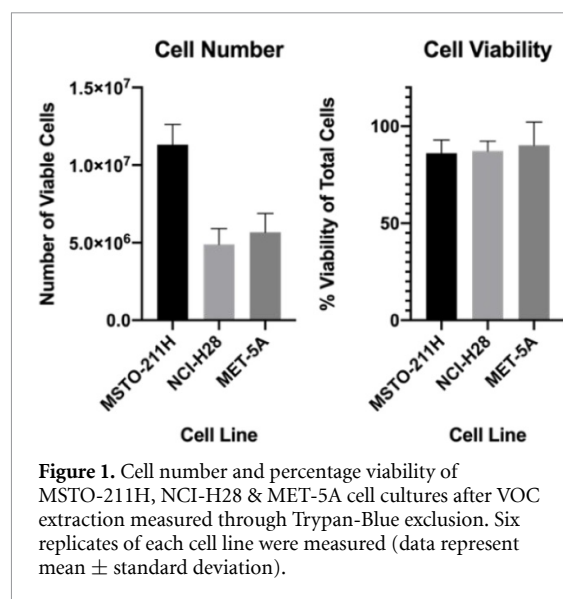 Cell Number
Number of Viable Cells
1.5×10⁷
1.0×10⁷
5.0×10⁶
0.0
MSTO-211H
NCI-H28
MET-5A
Cell Line
Cell Viability
% Viability of Total Cells
100
50
0
MSTO-211H
NCI-H28
MET-5A
Cell Line
Figure 1. Cell number and percentage viability of
MSTO-211H, NCI-H28 & MET-5A cell cultures after VOC
extraction measured through Trypan-Blue exclusion. Six
replicates of each cell line were measured (data represent
mean ± standard deviation).